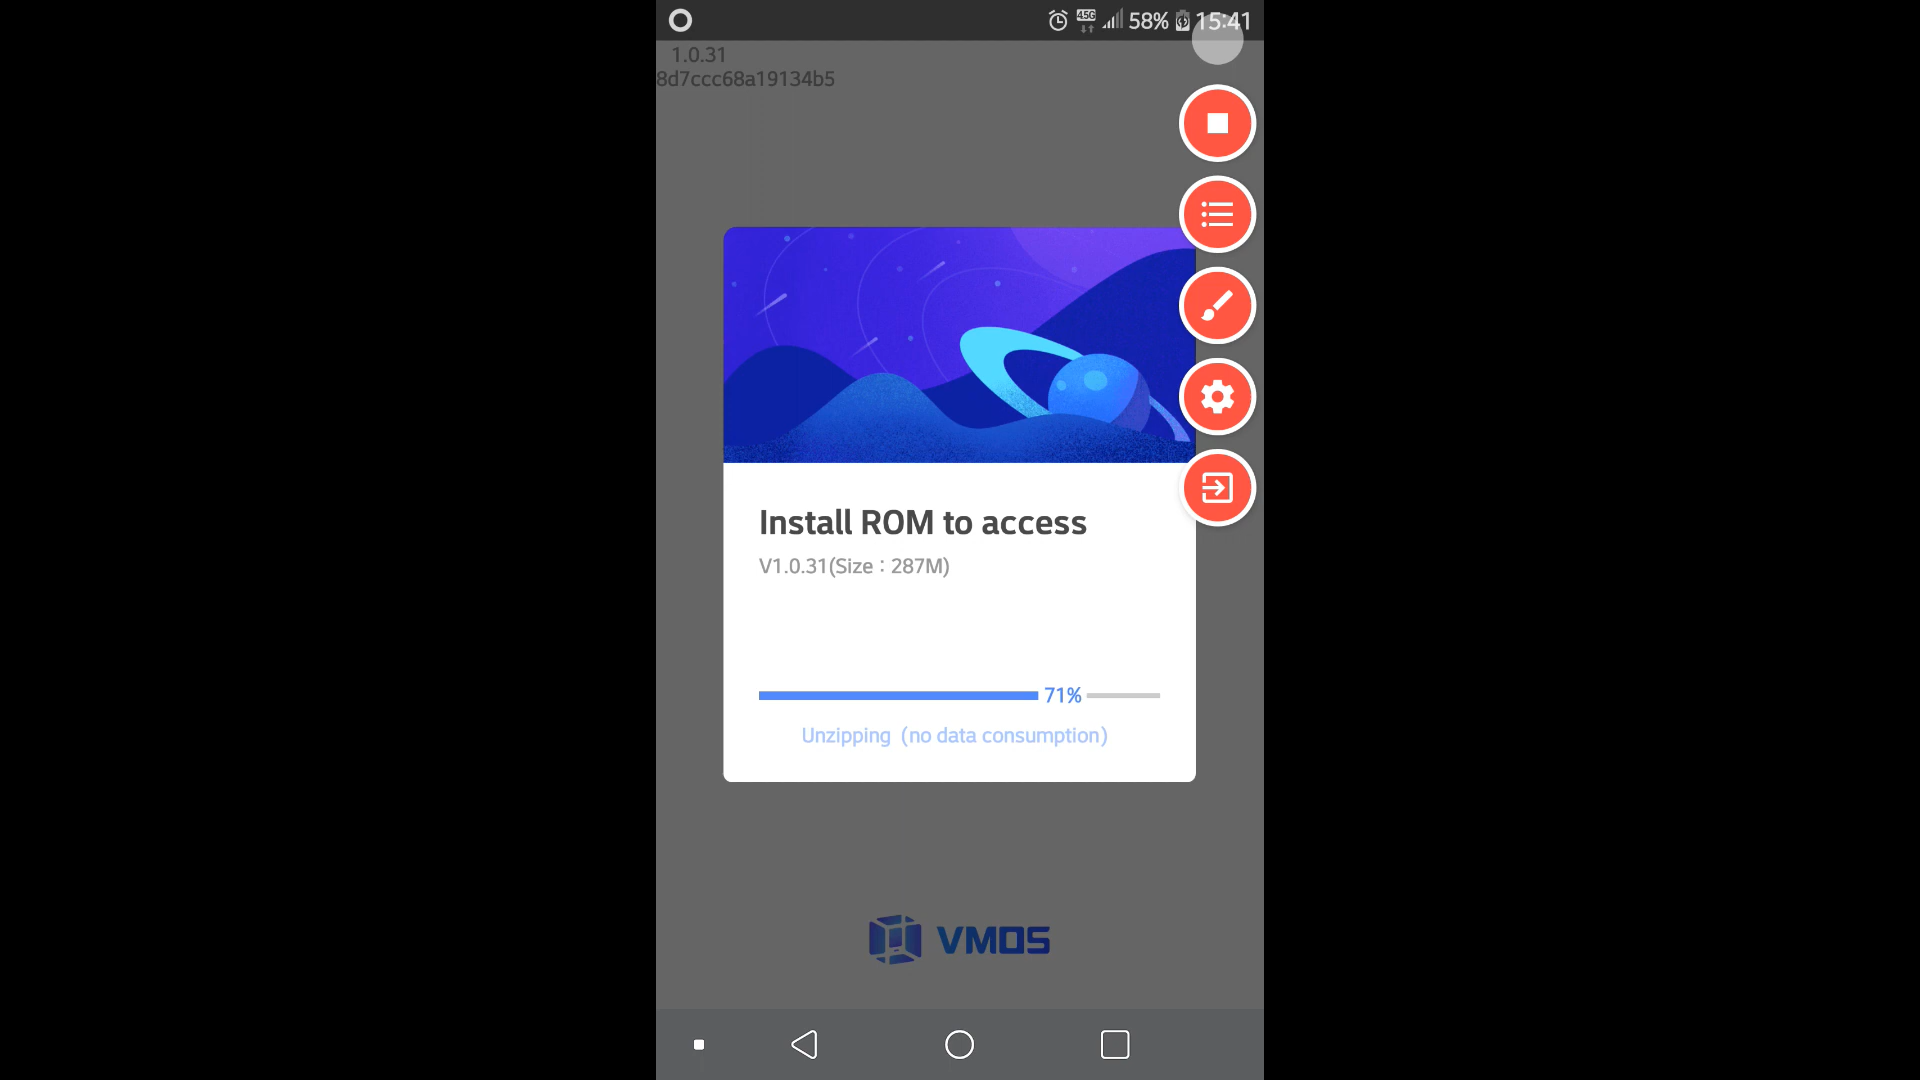 45G 58% 15:41
1.0.31
8d7ccc68a19134b5
Install ROM to access
V1.0.31(Size : 287M)
71%
Unzipping (no data consumption)
VMOS